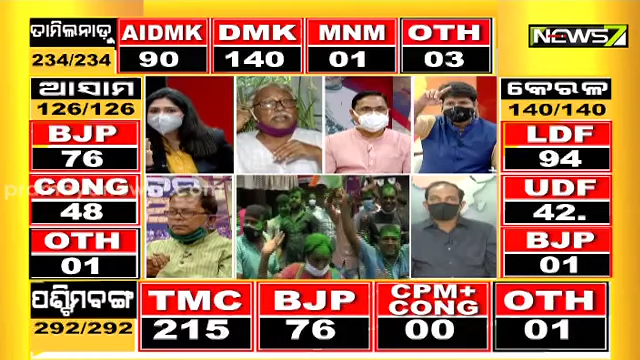 ତାମିଲନାଡୁ
234/234
AIDMK
90
DMK
140
MNM
01
OTH
03
NEWS7
ଆସାମ
126/126
BJP
76
CONG
48
OTH
01
କେରଳ
140/140
LDF
94
UDF
42.
BJP
01
ପଶ୍ଚିମବଙ୍ଗ
292/292
TMC
215
BJP
76
CPM+
CONG
00
OTH
01